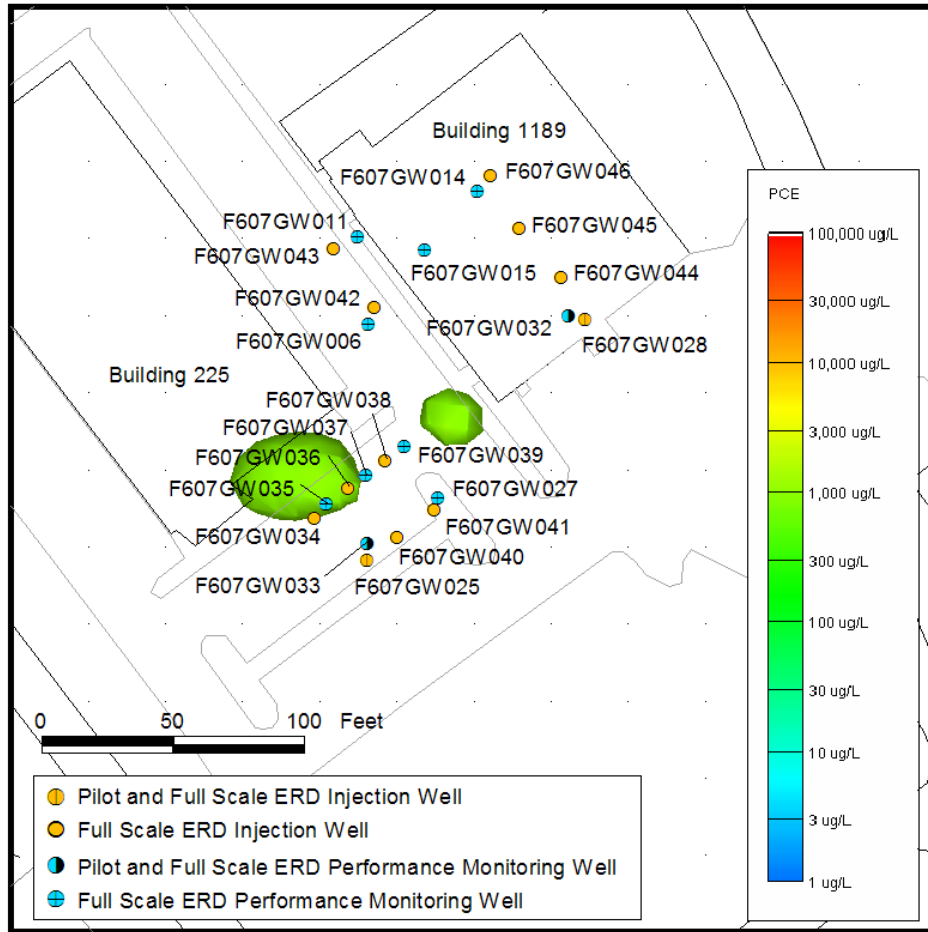 Building 1189
F607GW014
F607GW046
F607GW011
F607GW045
F607GW043
F607GW015
F607GW044
F607GW042
F607GW032
F607GW006
F607GW028
Building 225
F607GW038
F607GW037
F607GW036
F607GW039
F607GW035
F607GW027
F607GW034
F607GW041
F607GW040
F607GW033
F607GW025
0 50 100 Feet
Pilot and Full Scale ERD Injection Well
Full Scale ERD Injection Well
Pilot and Full Scale ERD Performance Monitoring Well
Full Scale ERD Performance Monitoring Well
PCE
100,000 ug/L
30,000 ug/L
10,000 ug/L
3,000 ug/L
1,000 ug/L
300 ug/L
100 ug/L
30 ug/L
10 ug/L
3 ug/L
1 ug/L